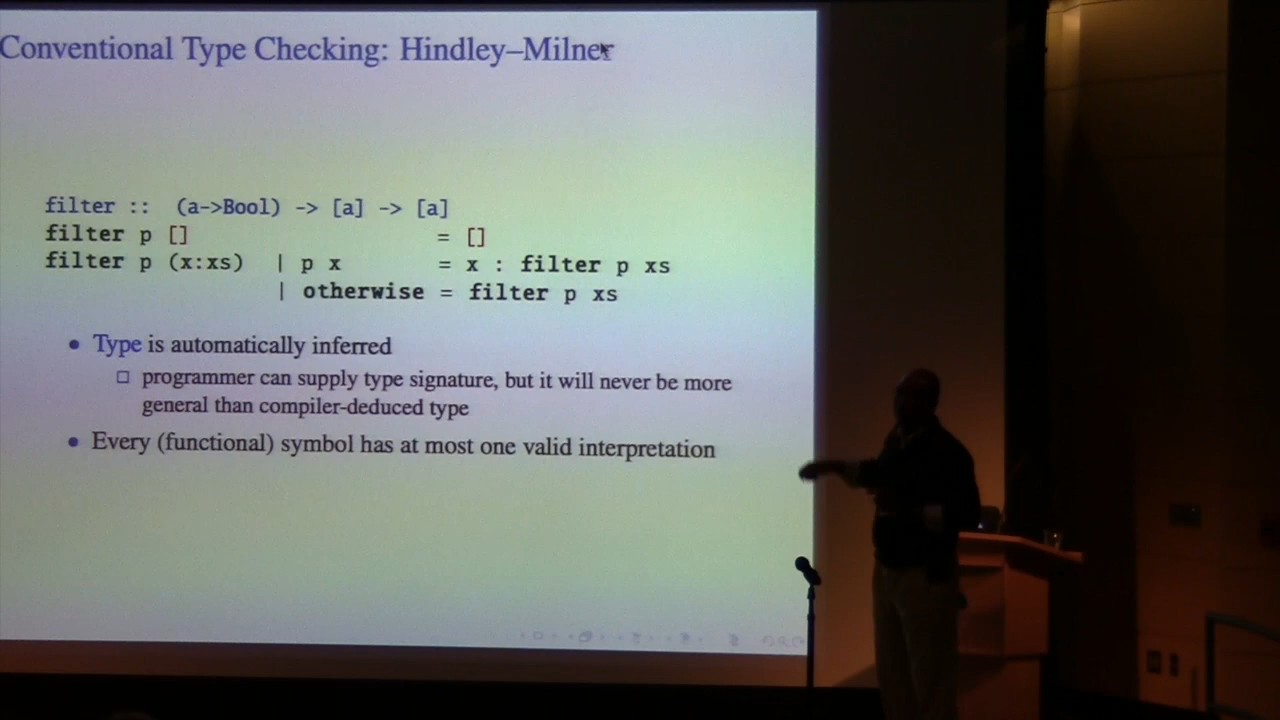 Conventional Type Checking: Hindley–Milner
filter :: (a->Bool) -> [a] -> [a]
filter p [] = []
filter p (x:xs) | p x = x : filter p xs
| otherwise = filter p xs
• Type is automatically inferred
□ programmer can supply type signature, but it will never be more
general than compiler-deduced type
• Every (functional) symbol has at most one valid interpretation